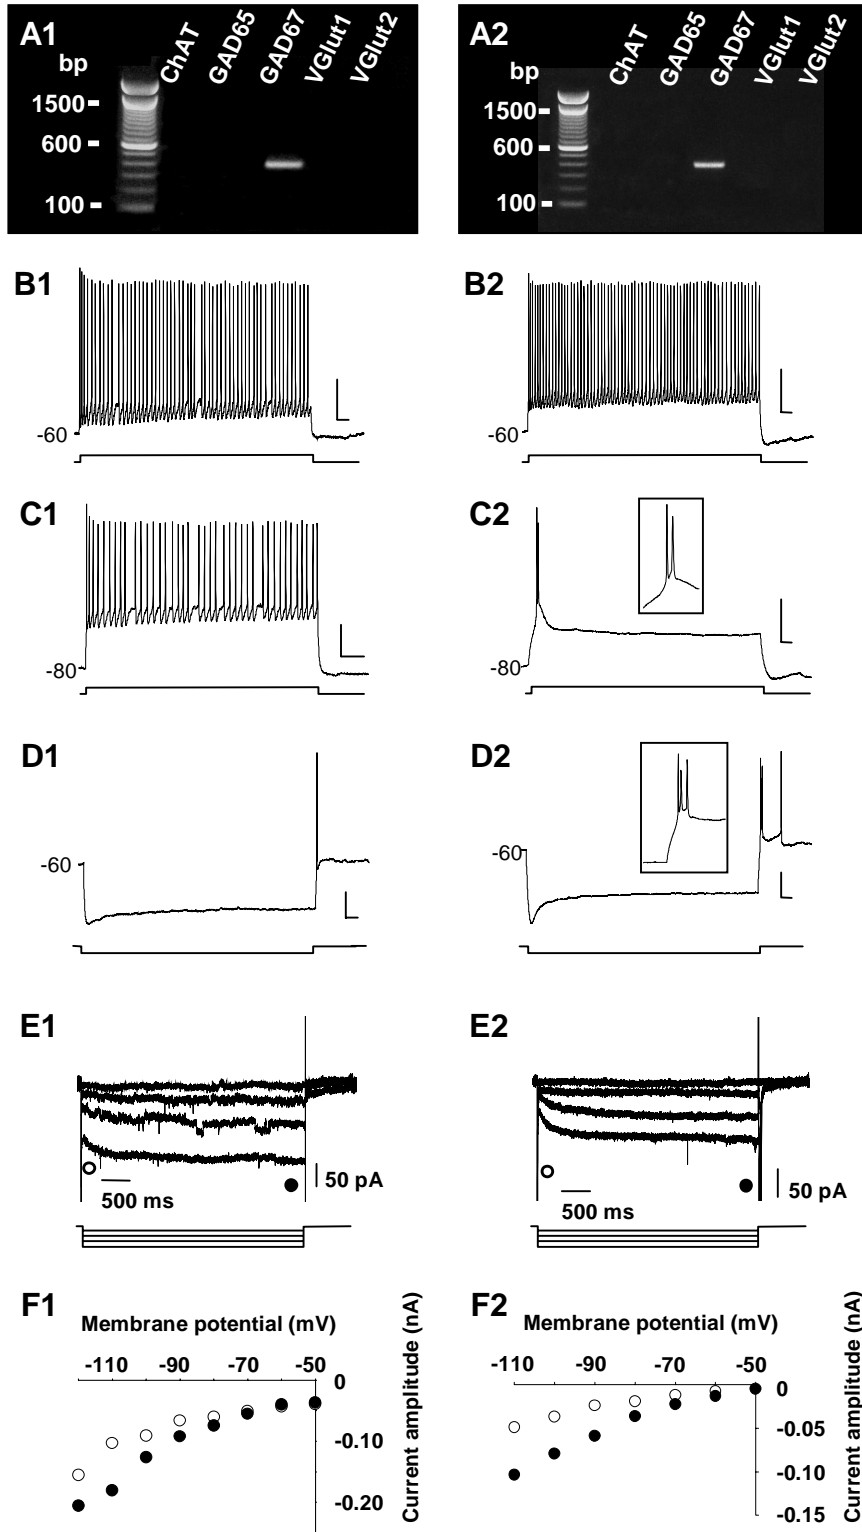 A1
bp
ChAT
GAD65
GAD67
VGlut1
VGlut2
1500
600
100
A2
bp
ChAT
GAD65
GAD67
VGlut1
VGlut2
1500
600
100
B1
-60
B2
-60
C1
-80
C2
-80
D1
-60
D2
-60
E1
500 ms
50 pA
E2
500 ms
50 pA
F1
Membrane potential (mV)
-110 -90 -70 -50
0
-0.10
-0.20
Current amplitude (nA)
F2
Membrane potential (mV)
-110 -90 -70 -50
0
-0.05
-0.10
-0.15
Current amplitude (nA)